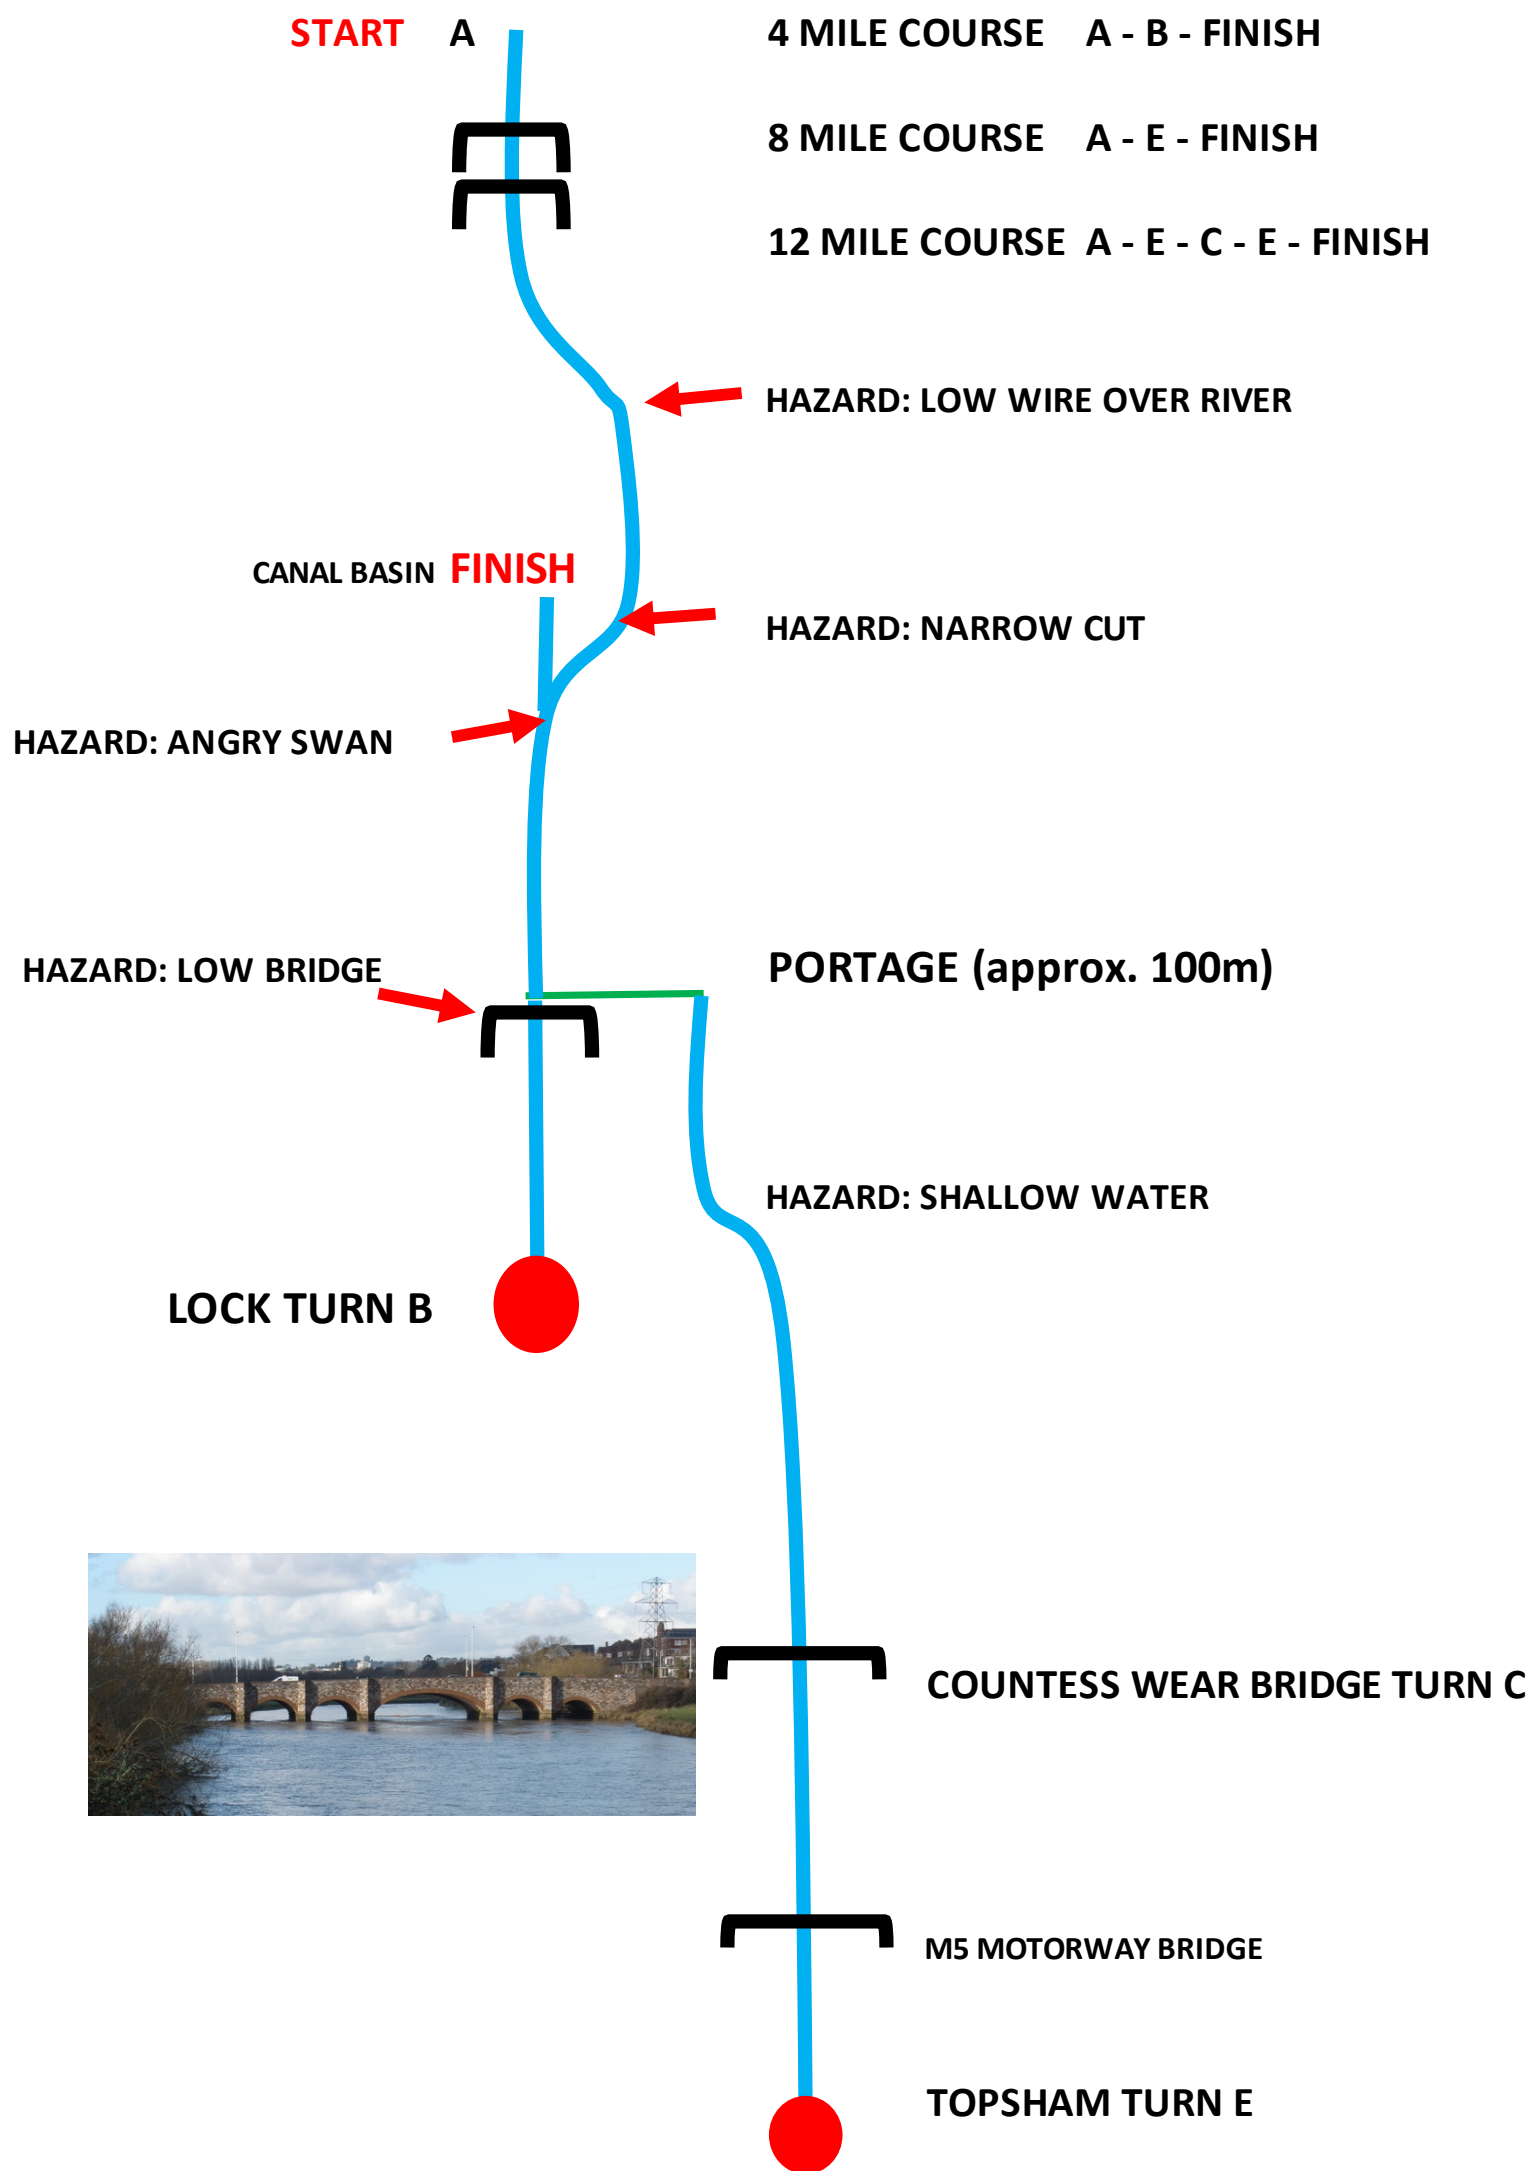 START A
4 MILE COURSE A - B - FINISH
8 MILE COURSE A - E - FINISH
12 MILE COURSE A - E - C - E - FINISH
HAZARD: LOW WIRE OVER RIVER
CANAL BASIN FINISH
HAZARD: NARROW CUT
HAZARD: ANGRY SWAN
HAZARD: LOW BRIDGE
PORTAGE (approx. 100m)
HAZARD: SHALLOW WATER
LOCK TURN B
COUNTESS WEAR BRIDGE TURN C
M5 MOTORWAY BRIDGE
TOPSHAM TURN E